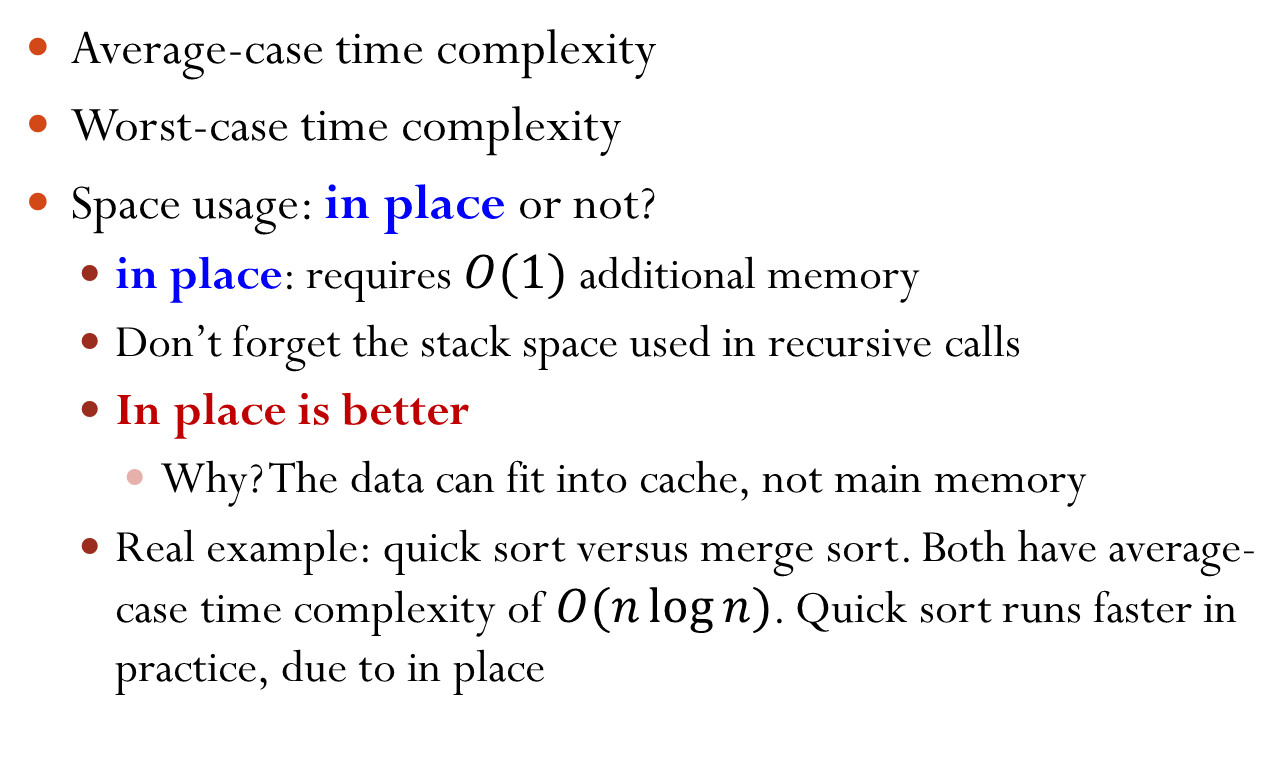 • Average-case time complexity
• Worst-case time complexity
• Space usage: in place or not?
• in place: requires O(1) additional memory
• Don’t forget the stack space used in recursive calls
• In place is better
• Why? The data can fit into cache, not main memory
• Real example: quick sort versus merge sort. Both have average-
case time complexity of O(n log n). Quick sort runs faster in
practice, due to in place